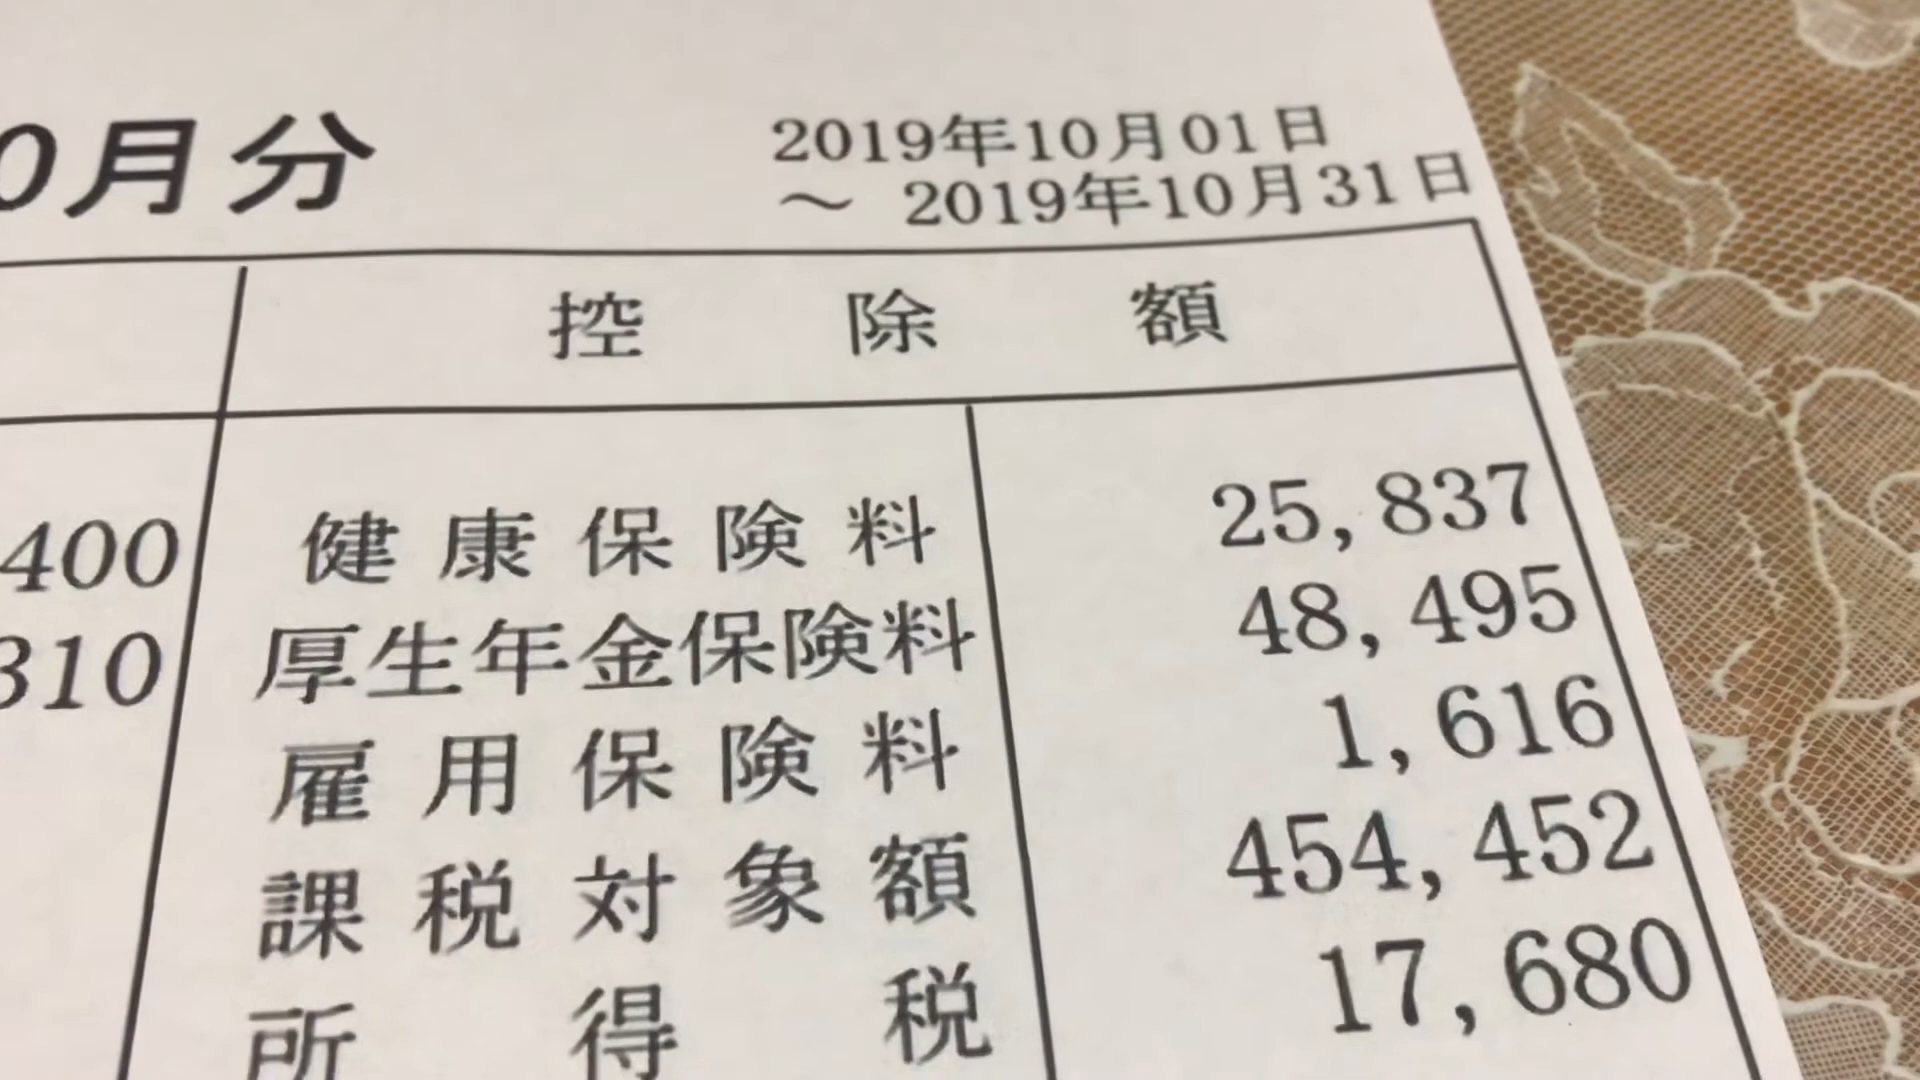 0月分
2019年10月01日
～ 2019年10月31日
控除額
400
健康保険料 25,837
310
厚生年金保険料 48,495
雇用保険料 1,616
課税対象額 454,452
所得税 17,680